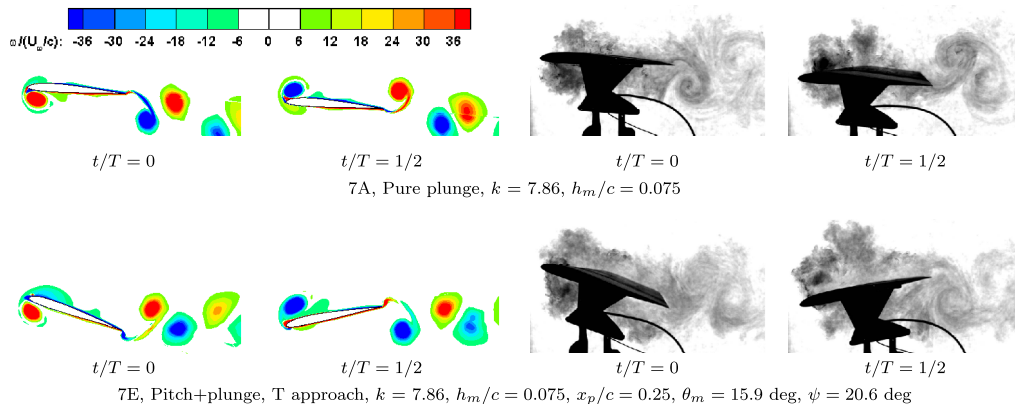 ω/(U∞/c): -36 -30 -24 -18 -12 -6 0 6 12 18 24 30 36
t/T = 0 t/T = 1/2 t/T = 0 t/T = 1/2
7A, Pure plunge, k = 7.86, h_m/c = 0.075
t/T = 0 t/T = 1/2 t/T = 0 t/T = 1/2
7E, Pitch+plunge, T approach, k = 7.86, h_m/c = 0.075, x_p/c = 0.25, θ_m = 15.9 deg, ψ = 20.6 deg